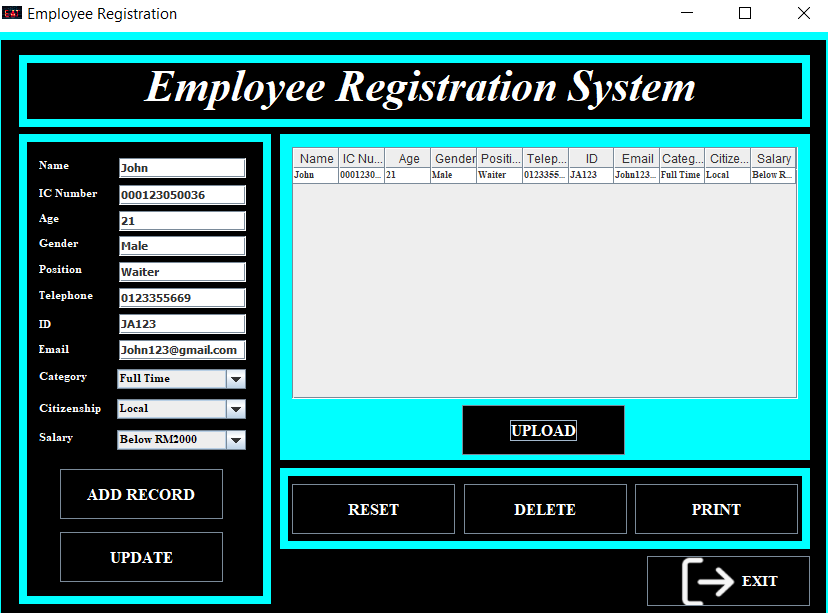 Employee Registration
Employee Registration System
Name John
IC Number 000123050036
Age 21
Gender Male
Position Waiter
Telephone 0123355669
ID JA123
Email John123@gmail.com
Category Full Time
Citizenship Local
Salary Below RM2000
ADD RECORD
UPDATE
Name IC Nu... Age Gender Positi... Telep... ID Email Categ... Citize... Salary
John 0001230... 21 Male Waiter 0123355... JA123 John123... Full Time Local Below R...
UPLOAD
RESET DELETE PRINT
EXIT